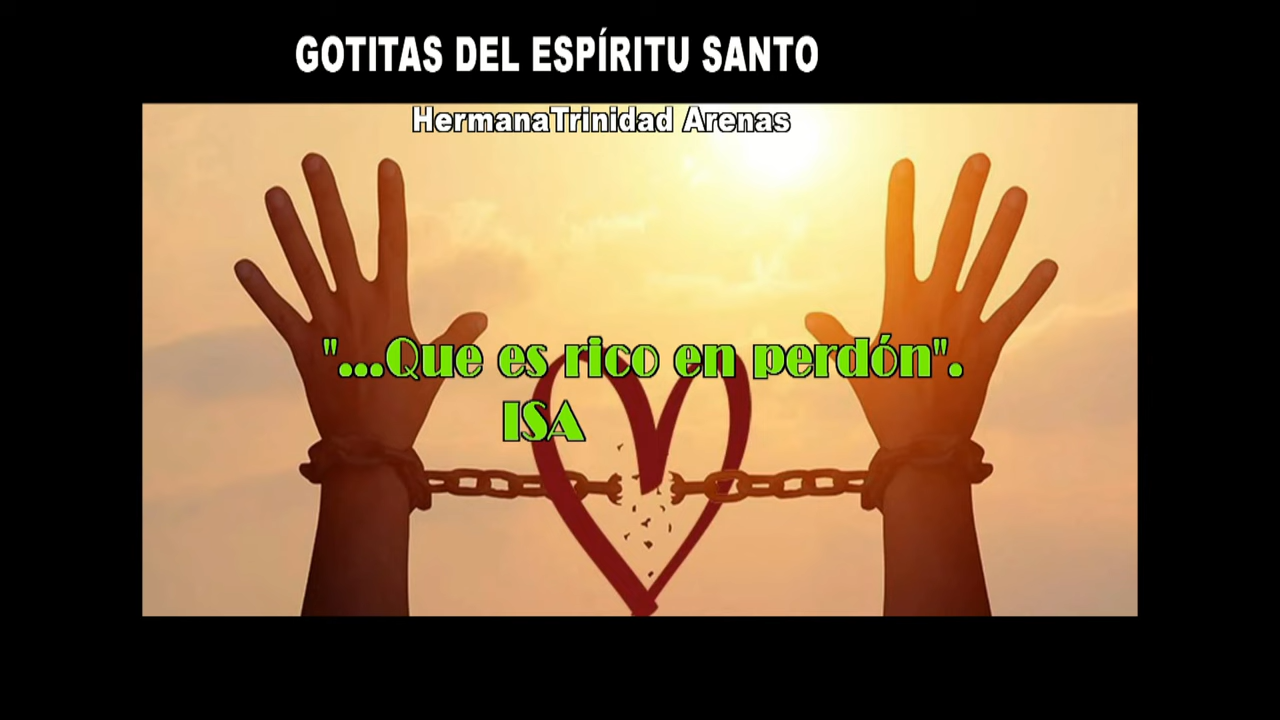 GOTITAS DEL ESPÍRITU SANTO
HermanaTrinidad Arenas
"...Que es rico en perdón".
ISA